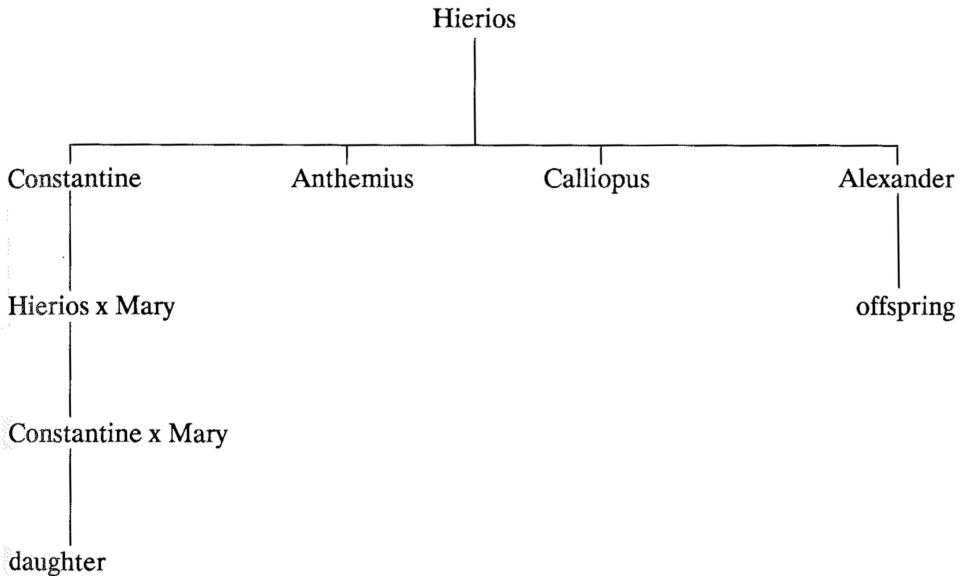 Hierios
Constantine Anthemius Calliopus Alexander
Hierios x Mary offspring
Constantine x Mary
daughter